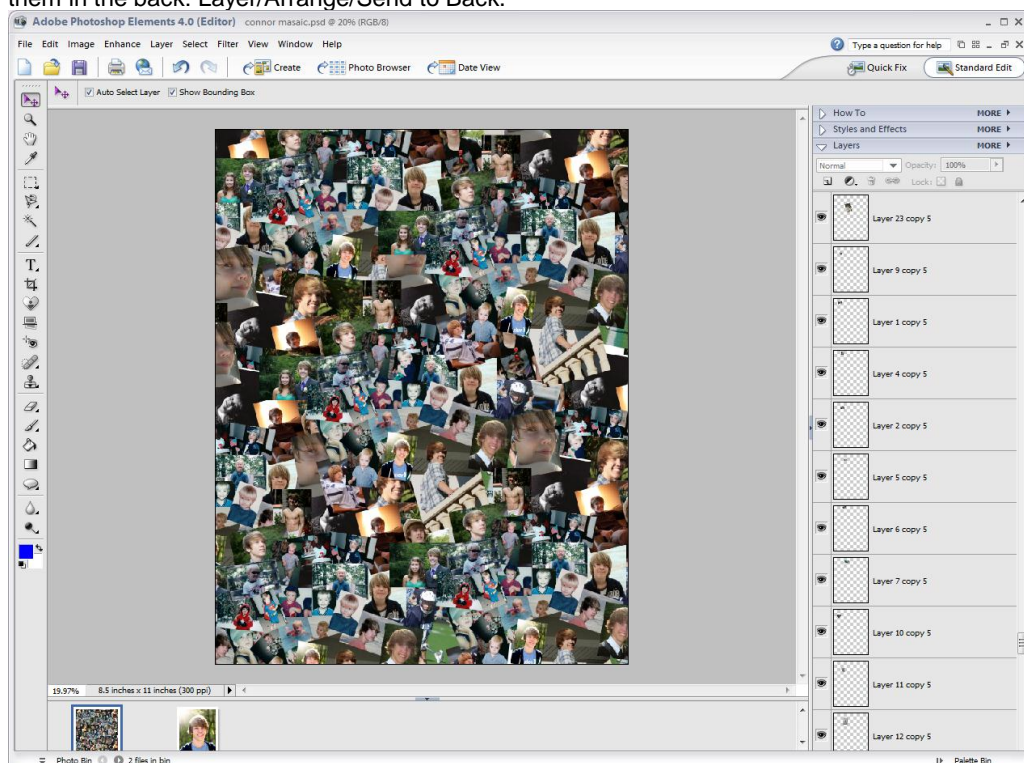 them in the back. Layer/Arrange/Send to Back.
Adobe Photoshop Elements 4.0 (Editor) connor masaic.psd @ 20% (RGB/8)
File Edit Image Enhance Layer Select Filter View Window Help
Type a question for help
Create Photo Browser Date View
Quick Fix Standard Edit
Auto Select Layer Show Bounding Box
How To MORE
Styles and Effects MORE
Layers MORE
Normal Opacity: 100%
Lock:
Layer 23 copy 5
Layer 9 copy 5
Layer 1 copy 5
Layer 4 copy 5
Layer 2 copy 5
Layer 5 copy 5
Layer 6 copy 5
Layer 7 copy 5
Layer 10 copy 5
Layer 11 copy 5
Layer 12 copy 5
19.97% 8.5 inches x 11 inches (300 ppi)
Photo Bin 2 files in bin
Palette Bin